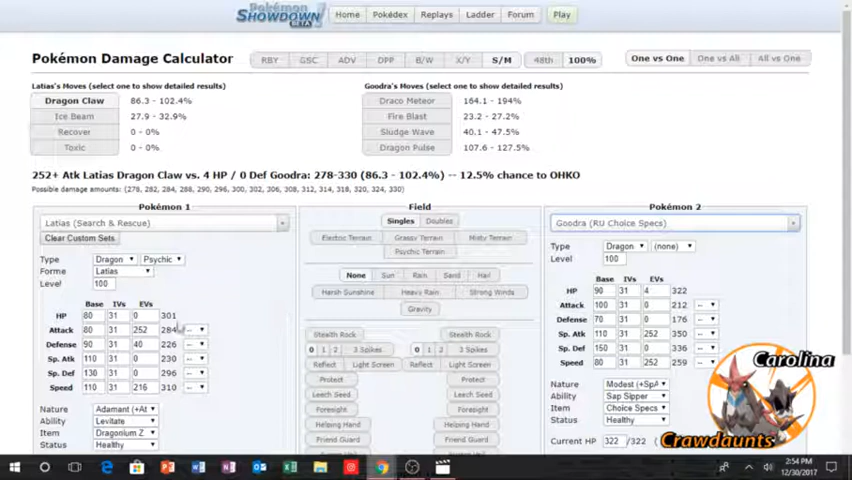 POKÉMON
SHOWDOWN
BETA
Home Pokédex Replays Ladder Forum Play
Pokémon Damage Calculator
RBY GSC ADV DPP B/W X/Y S/M 48th 100% One vs One One vs All All vs One
Latias's Moves (select one to show detailed results) Goodra's Moves (select one to show detailed results)
Dragon Claw 86.3 - 102.4% Draco Meteor 164.1 - 194%
Ice Beam 27.9 - 32.9% Fire Blast 23.2 - 27.2%
Recover 0 - 0% Sludge Wave 40.1 - 47.5%
Toxic 0 - 0% Dragon Pulse 107.6 - 127.5%
252+ Atk Latias Dragon Claw vs. 4 HP / 0 Def Goodra: 278-330 (86.3 - 102.4%) -- 12.5% chance to OHKO
Possible damage amounts: (278, 282, 284, 288, 290, 296, 300, 302, 306, 308, 312, 314, 318, 320, 324, 330)
Pokémon 1 Field Pokémon 2
Latias (Search & Rescue) Singles Doubles Goodra (RU Choice Specs)
Clear Custom Sets Electric Terrain Grassy Terrain Misty Terrain
Psychic Terrain
Type Dragon Psychic Type Dragon (none)
Forme Latias Level 100
Level 100
None Sun Rain Sand Hail
Harsh Sunshine Heavy Rain Strong Winds
Gravity
Base IVs EVs Base IVs EVs
HP 80 31 0 301 HP 90 31 4 322
Attack 80 31 252 284 -- Attack 100 31 0 212 --
Defense 90 31 40 226 -- Defense 70 31 0 176 --
Sp. Atk 110 31 0 230 -- Sp. Atk 110 31 252 350 --
Sp. Def 130 31 0 296 -- Sp. Def 150 31 0 336 --
Speed 110 31 216 310 -- Speed 80 31 252 259 --
Stealth Rock Stealth Rock
0 1 2 3 Spikes 0 1 2 3 Spikes
Reflect Light Screen Reflect Light Screen
Protect Protect
Leech Seed Leech Seed
Foresight Foresight
Helping Hand Helping Hand
Friend Guard Friend Guard
Nature Adamant (+At Nature Modest (+SpA
Ability Levitate Ability Sap Sipper
Item Dragonium Z Item Choice Specs
Status Healthy Status Healthy
Current HP 322 /322 (
Carolina
Crawdaunts
2:54 PM
12/30/2017